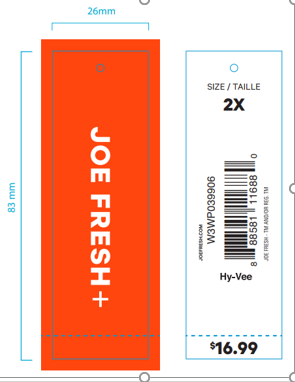 26mm
83 mm
JOE FRESH+
SIZE / TAILLE
2X
JOEFRESH.COM
W3WP039906
8 88581 11688 0
JOE FRESH - TM AND/OR REG. TM
Hy-Vee
$16.99